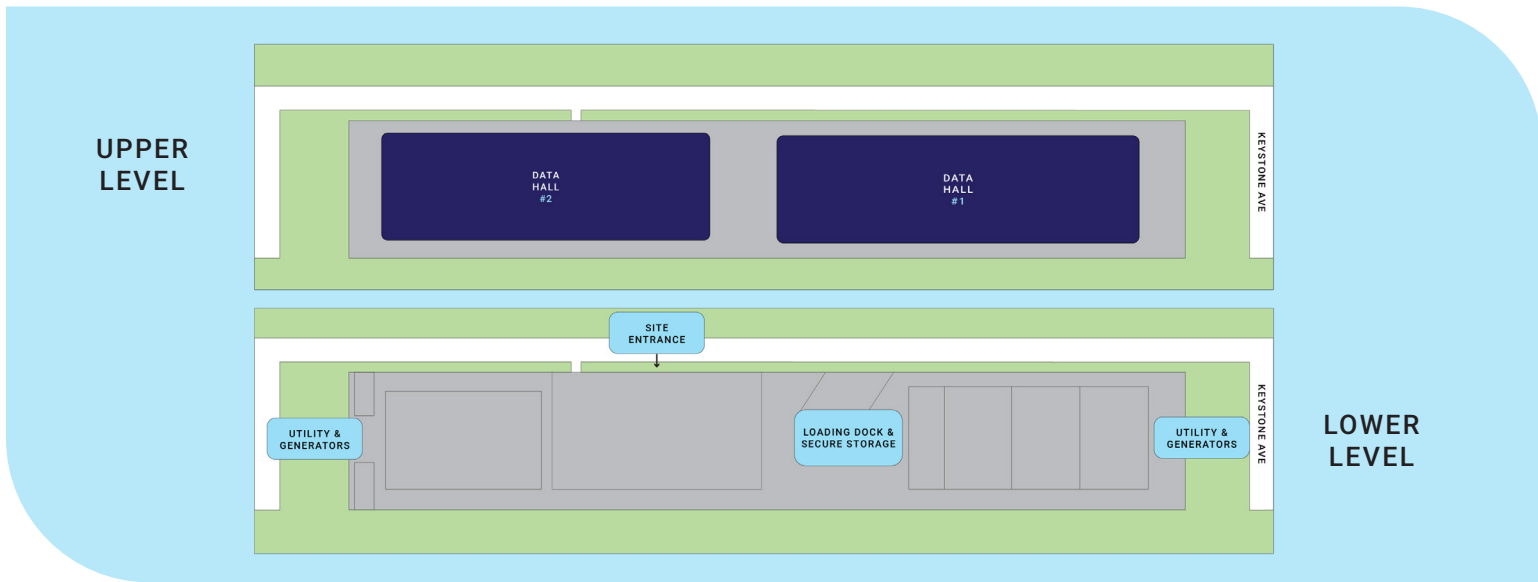 UPPER
LEVEL
DATA
HALL
#2
DATA
HALL
#1
KEYSTONE AVE
SITE
ENTRANCE
UTILITY &
GENERATORS
LOADING DOCK &
SECURE STORAGE
UTILITY &
GENERATORS
KEYSTONE AVE
LOWER
LEVEL